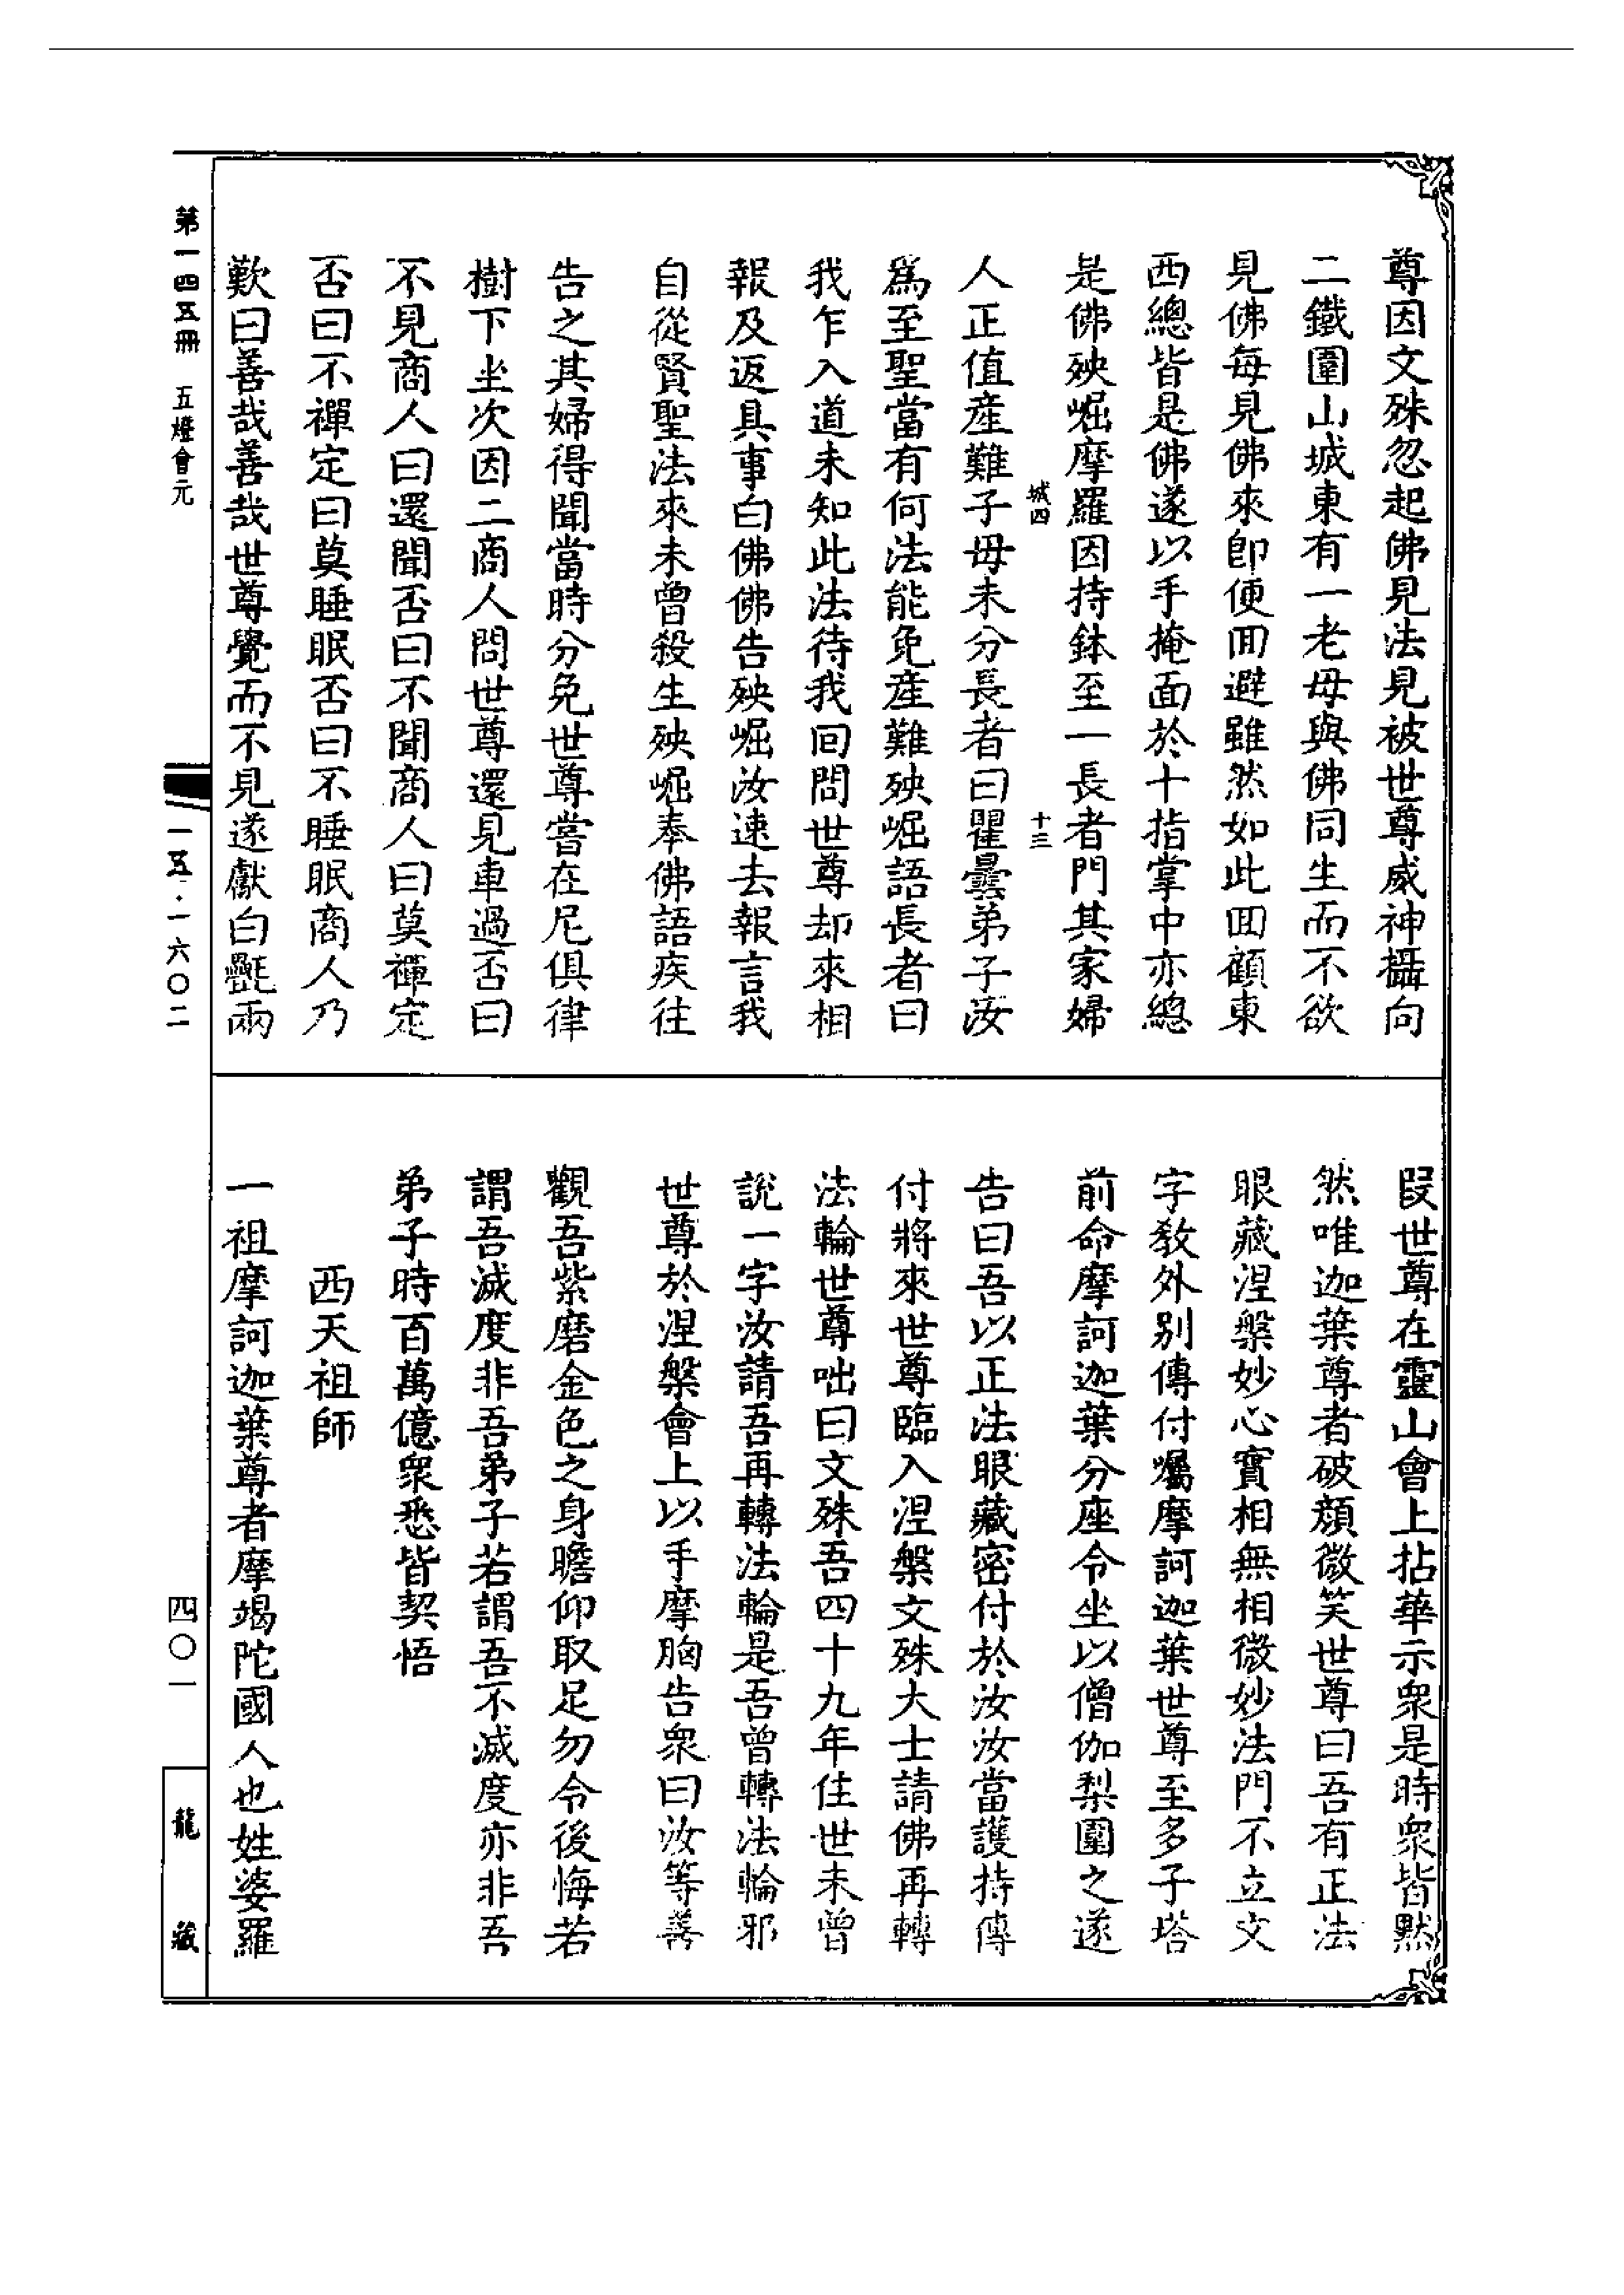 尊因文殊忽起佛見法見被世尊威神攝向
二鐵圍山城東有一老母與佛同生而不欲
見佛每見佛來即便回避雖然如此回顧東
西總皆是佛遂以手掩面於十指掌中亦總
是佛殃崛摩羅因持鉢至一長者門其家婦
城四 十三
人正值產難子母未分長者曰瞿曇弟子汝
爲至聖當有何法能免產難殃崛語長者曰
我乍入道未知此法待我回問世尊却來相
報及返具事白佛佛告殃崛汝速去報言我
自從賢聖法來未曾殺生殃崛奉佛語疾往
告之其婦得聞當時分免世尊嘗在尼俱律
樹下坐次因二商人問世尊還見車過否曰
不見商人曰還聞否曰不聞商人曰莫禪定
否曰不禪定曰莫睡眠否曰不睡眠商人乃
歎曰善哉善哉世尊覺而不見遂獻白㲲兩
段世尊在靈山會上拈華示衆是時衆皆默
然唯迦葉尊者破顏微笑世尊曰吾有正法
眼藏涅槃妙心實相無相微妙法門不立文
字教外別傳付囑摩訶迦葉世尊至多子塔
前命摩訶迦葉分座令坐以僧伽梨圍之遂
告曰吾以正法眼藏密付於汝汝當護持傳
付將來世尊臨入涅槃文殊大士請佛再轉
法輪世尊咄曰文殊吾四十九年住世未曾
說一字汝請吾再轉法輪是吾曾轉法輪邪
世尊於涅槃會上以手摩胸告衆曰汝等善
觀吾紫磨金色之身瞻仰取足勿令後悔若
謂吾滅度非吾弟子若謂吾不滅度亦非吾
弟子時百萬億衆悉皆契悟
西天祖師
一祖摩訶迦葉尊者摩竭陀國人也姓婆羅
第一四五冊 五燈會元
一五·一六〇二
四〇一
龍藏